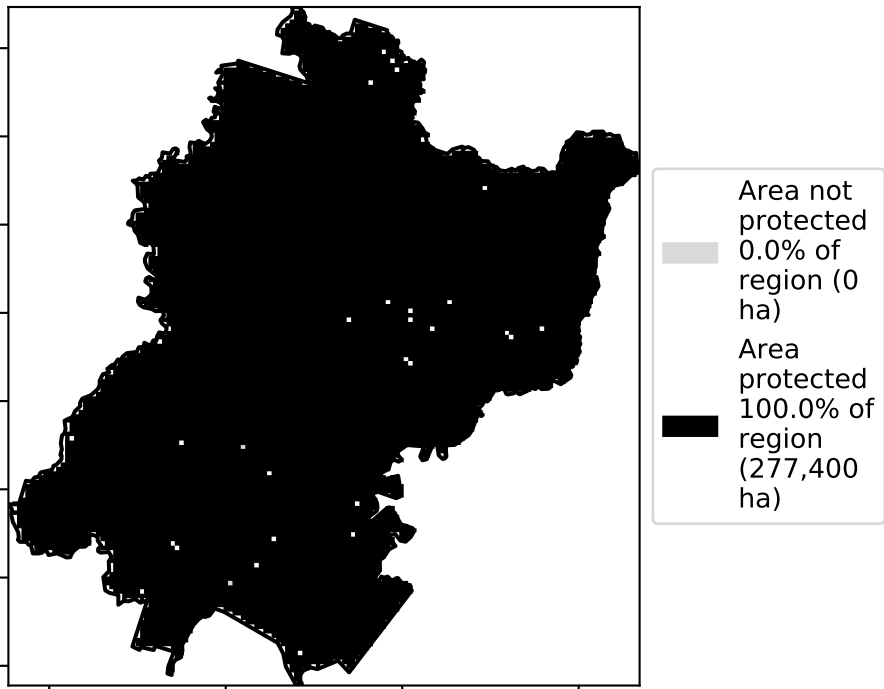 Area not
protected
0.0% of
region (0
ha)
Area
protected
100.0% of
region
(277,400
ha)